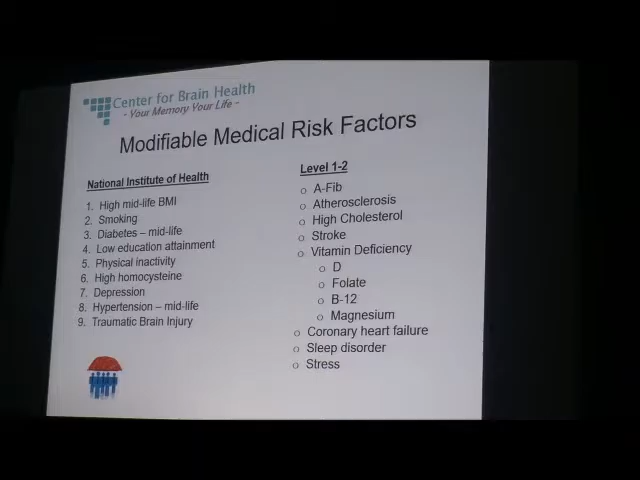 Center for Brain Health
- Your Memory Your Life -
Modifiable Medical Risk Factors
National Institute of Health
1. High mid-life BMI
2. Smoking
3. Diabetes – mid-life
4. Low education attainment
5. Physical inactivity
6. High homocysteine
7. Depression
8. Hypertension – mid-life
9. Traumatic Brain Injury
Level 1-2
o A-Fib
o Atherosclerosis
o High Cholesterol
o Stroke
o Vitamin Deficiency
o D
o Folate
o B-12
o Magnesium
o Coronary heart failure
o Sleep disorder
o Stress